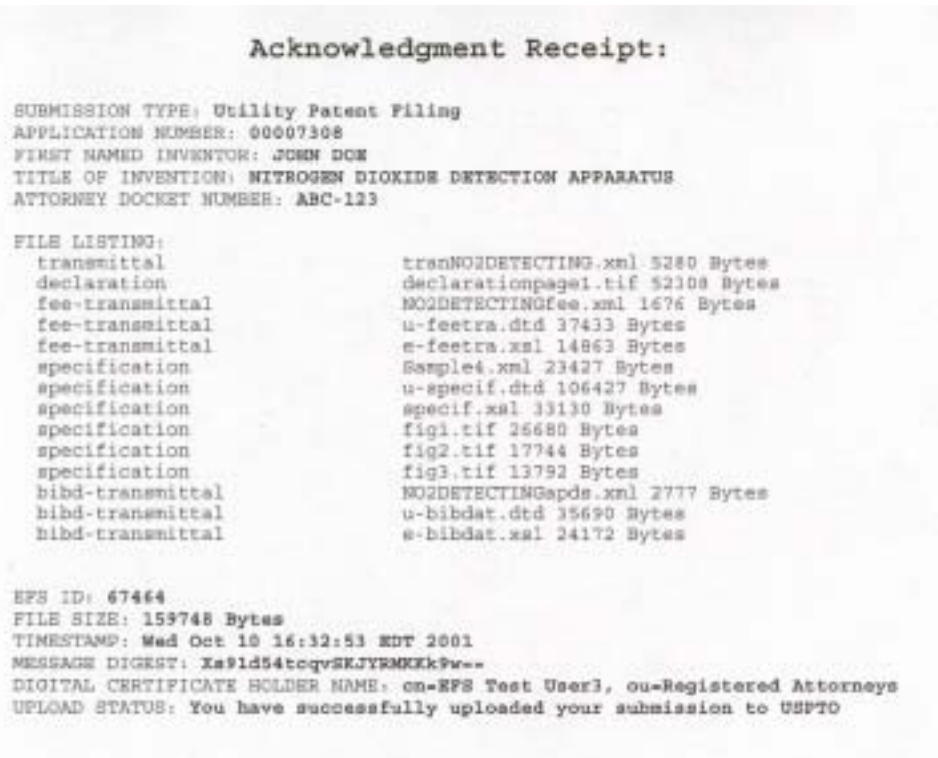 Acknowledgment Receipt:
SUBMISSION TYPE: Utility Patent Filing
APPLICATION NUMBER: 00007308
FIRST NAMED INVENTOR: JOHN DOE
TITLE OF INVENTION: NITROGEN DIOXIDE DETECTION APPARATUS
ATTORNEY DOCKET NUMBER: ABC-123
FILE LISTING:
transmittal tranNO2DETECTING.xml 5280 Bytes
declaration declarationpage1.tif 52308 Bytes
fee-transmittal NO2DETECTINGfee.xml 1676 Bytes
fee-transmittal u-feetra.dtd 37433 Bytes
fee-transmittal e-feetra.xsl 14863 Bytes
specification Sample4.xml 23427 Bytes
specification u-specif.dtd 106427 Bytes
specification specif.xsl 33130 Bytes
specification fig1.tif 26680 Bytes
specification fig2.tif 17744 Bytes
specification fig3.tif 13792 Bytes
bibd-transmittal NO2DETECTINGapds.xml 2777 Bytes
bibd-transmittal u-bibdat.dtd 35690 Bytes
bibd-transmittal e-bibdat.xsl 24172 Bytes
EFS ID: 67464
FILE SIZE: 159748 Bytes
TIMESTAMP: Wed Oct 10 16:32:53 EDT 2001
MESSAGE DIGEST:
DIGITAL CERTIFICATE HOLDER NAME: cn=EFS Test User3, ou=Registered Attorneys
UPLOAD STATUS: You have successfully uploaded your submission to USPTO